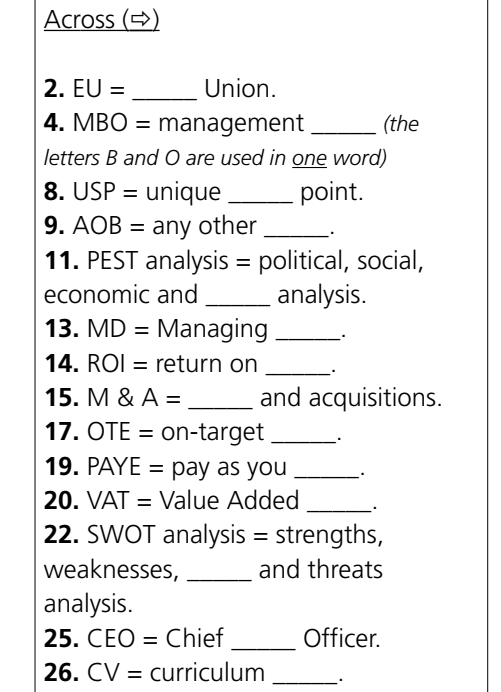 Across (⇨)
2. EU = _____ Union.
4. MBO = management _____ (the
letters B and O are used in one word)
8. USP = unique _____ point.
9. AOB = any other _____.
11. PEST analysis = political, social,
economic and _____ analysis.
13. MD = Managing _____.
14. ROI = return on _____.
15. M & A = _____ and acquisitions.
17. OTE = on-target _____.
19. PAYE = pay as you _____.
20. VAT = Value Added _____.
22. SWOT analysis = strengths,
weaknesses, _____ and threats
analysis.
25. CEO = Chief _____ Officer.
26. CV = curriculum _____.